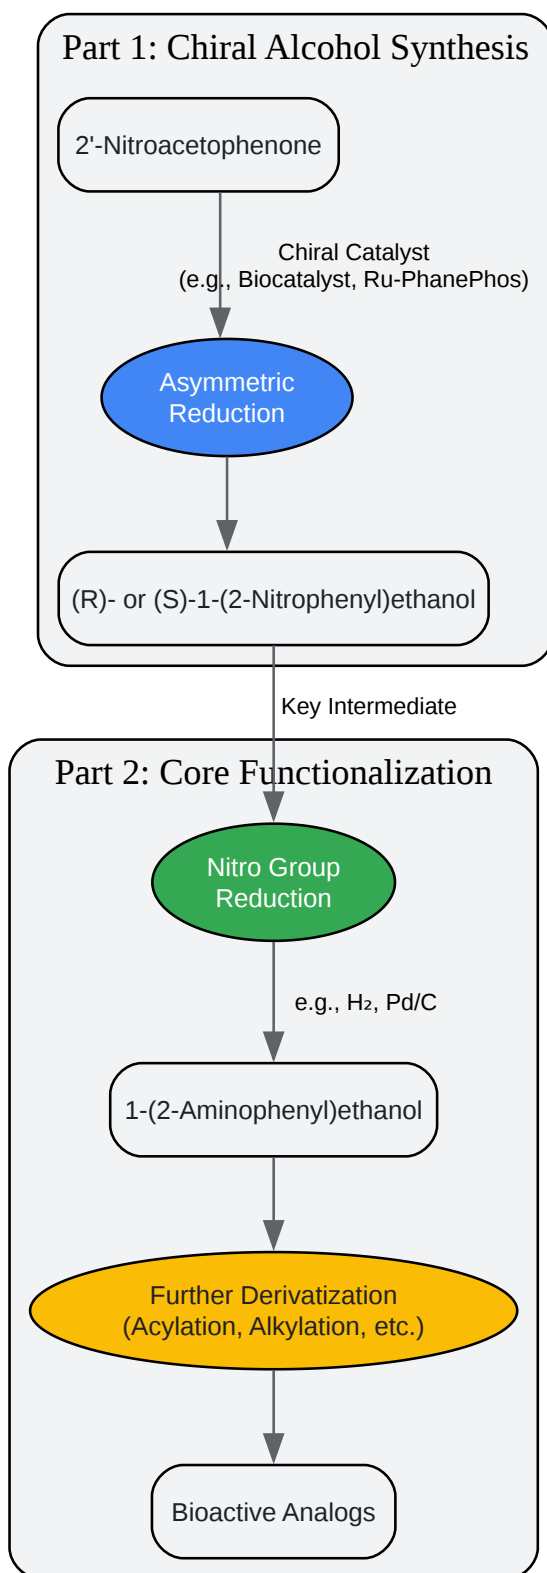 Part 1: Chiral Alcohol Synthesis
2'-Nitroacetophenone
Chiral Catalyst
(e.g., Biocatalyst, Ru-PhanePhos)
Asymmetric
Reduction
(R)- or (S)-1-(2-Nitrophenyl)ethanol
Key Intermediate
Part 2: Core Functionalization
Nitro Group
Reduction
e.g., H₂, Pd/C
1-(2-Aminophenyl)ethanol
Further Derivatization
(Acylation, Alkylation, etc.)
Bioactive Analogs